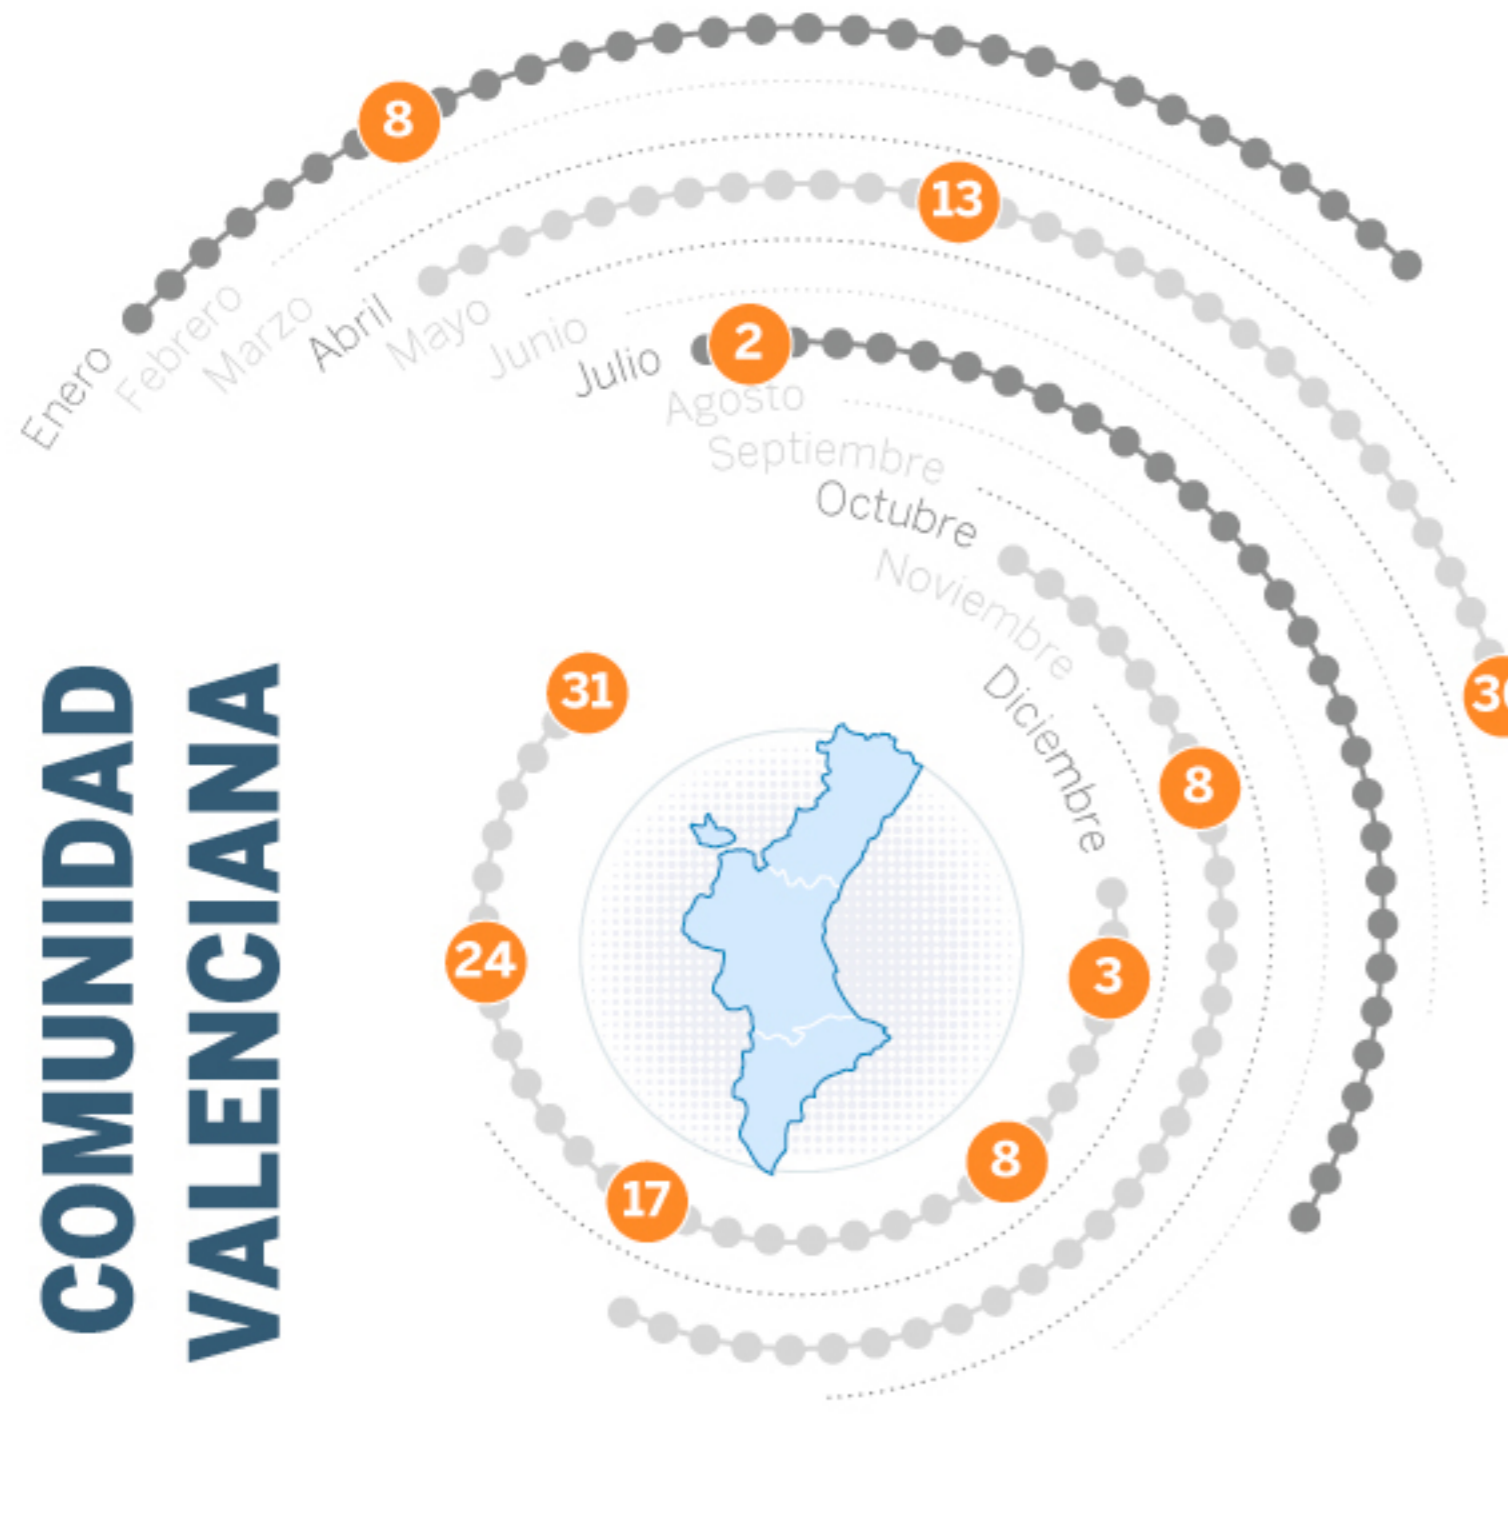 8
13
2
Enero
Febrero
Marzo
Abril
Mayo
Junio
Julio
Agosto
Septiembre
Octubre
Noviembre
Diciembre
31
8
3
24
8
17
COMUNIDAD
VALENCIANA